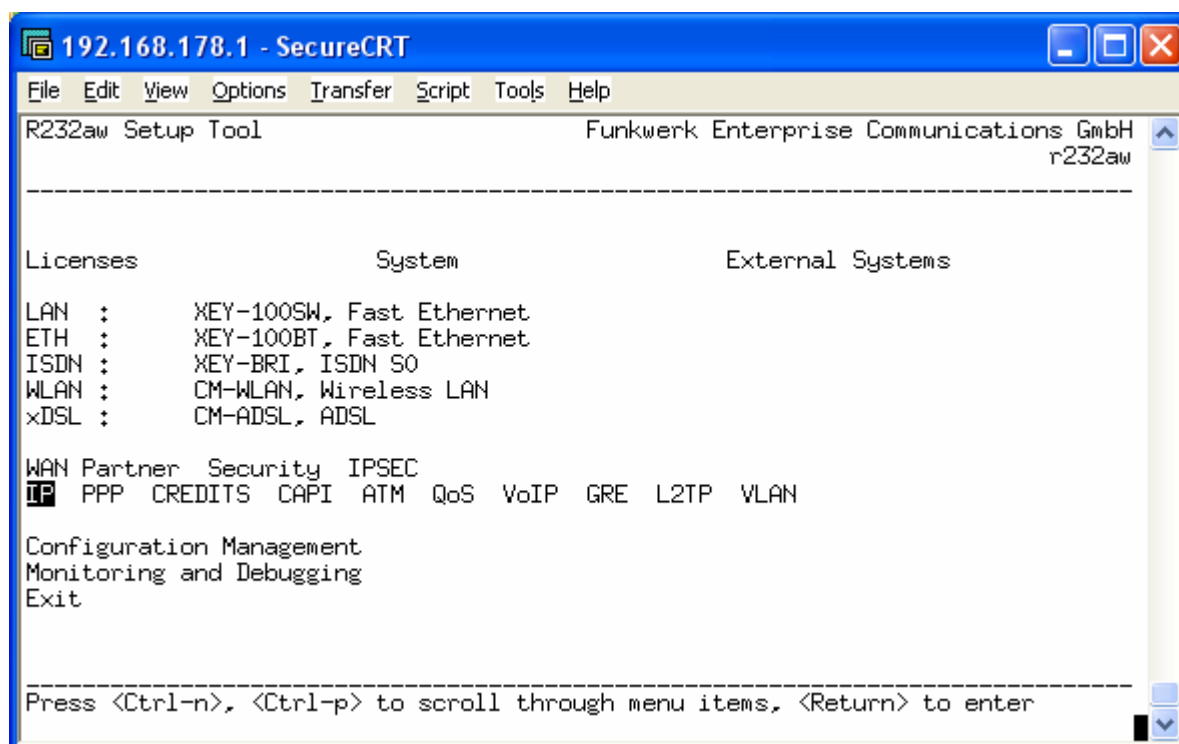 192.168.178.1 - SecureCRT
File Edit View Options Transfer Script Tools Help
R232aw Setup Tool Funkwerk Enterprise Communications GmbH
r232aw
Licenses System External Systems
LAN : XEY-100SW, Fast Ethernet
ETH : XEY-100BT, Fast Ethernet
ISDN : XEY-BRI, ISDN S0
WLAN : CM-WLAN, Wireless LAN
xDSL : CM-ADSL, ADSL
WAN Partner Security IPSEC
IP PPP CREDITS CAPI ATM QoS VoIP GRE L2TP VLAN
Configuration Management
Monitoring and Debugging
Exit
Press <Ctrl-n>, <Ctrl-p> to scroll through menu items, <Return> to enter